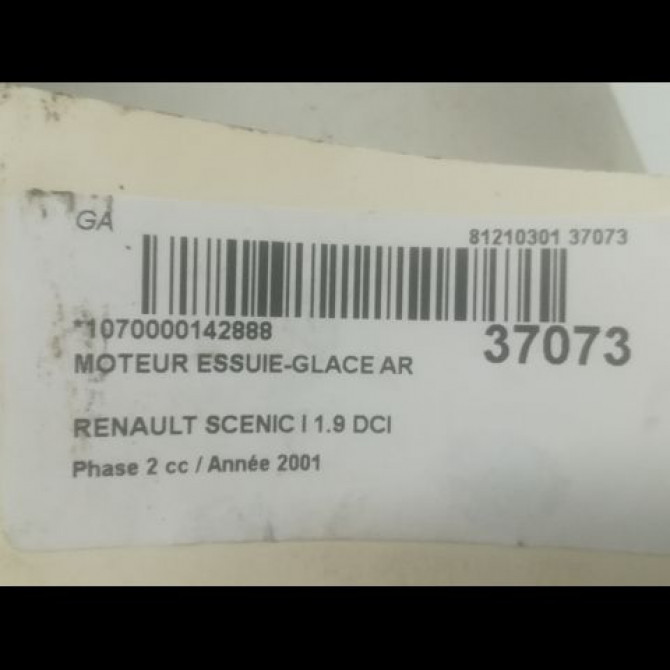 GA
81210301 37073
*1070000142888
37073
MOTEUR ESSUIE-GLACE AR
RENAULT SCENIC I 1.9 DCI
Phase 2 cc / Année 2001